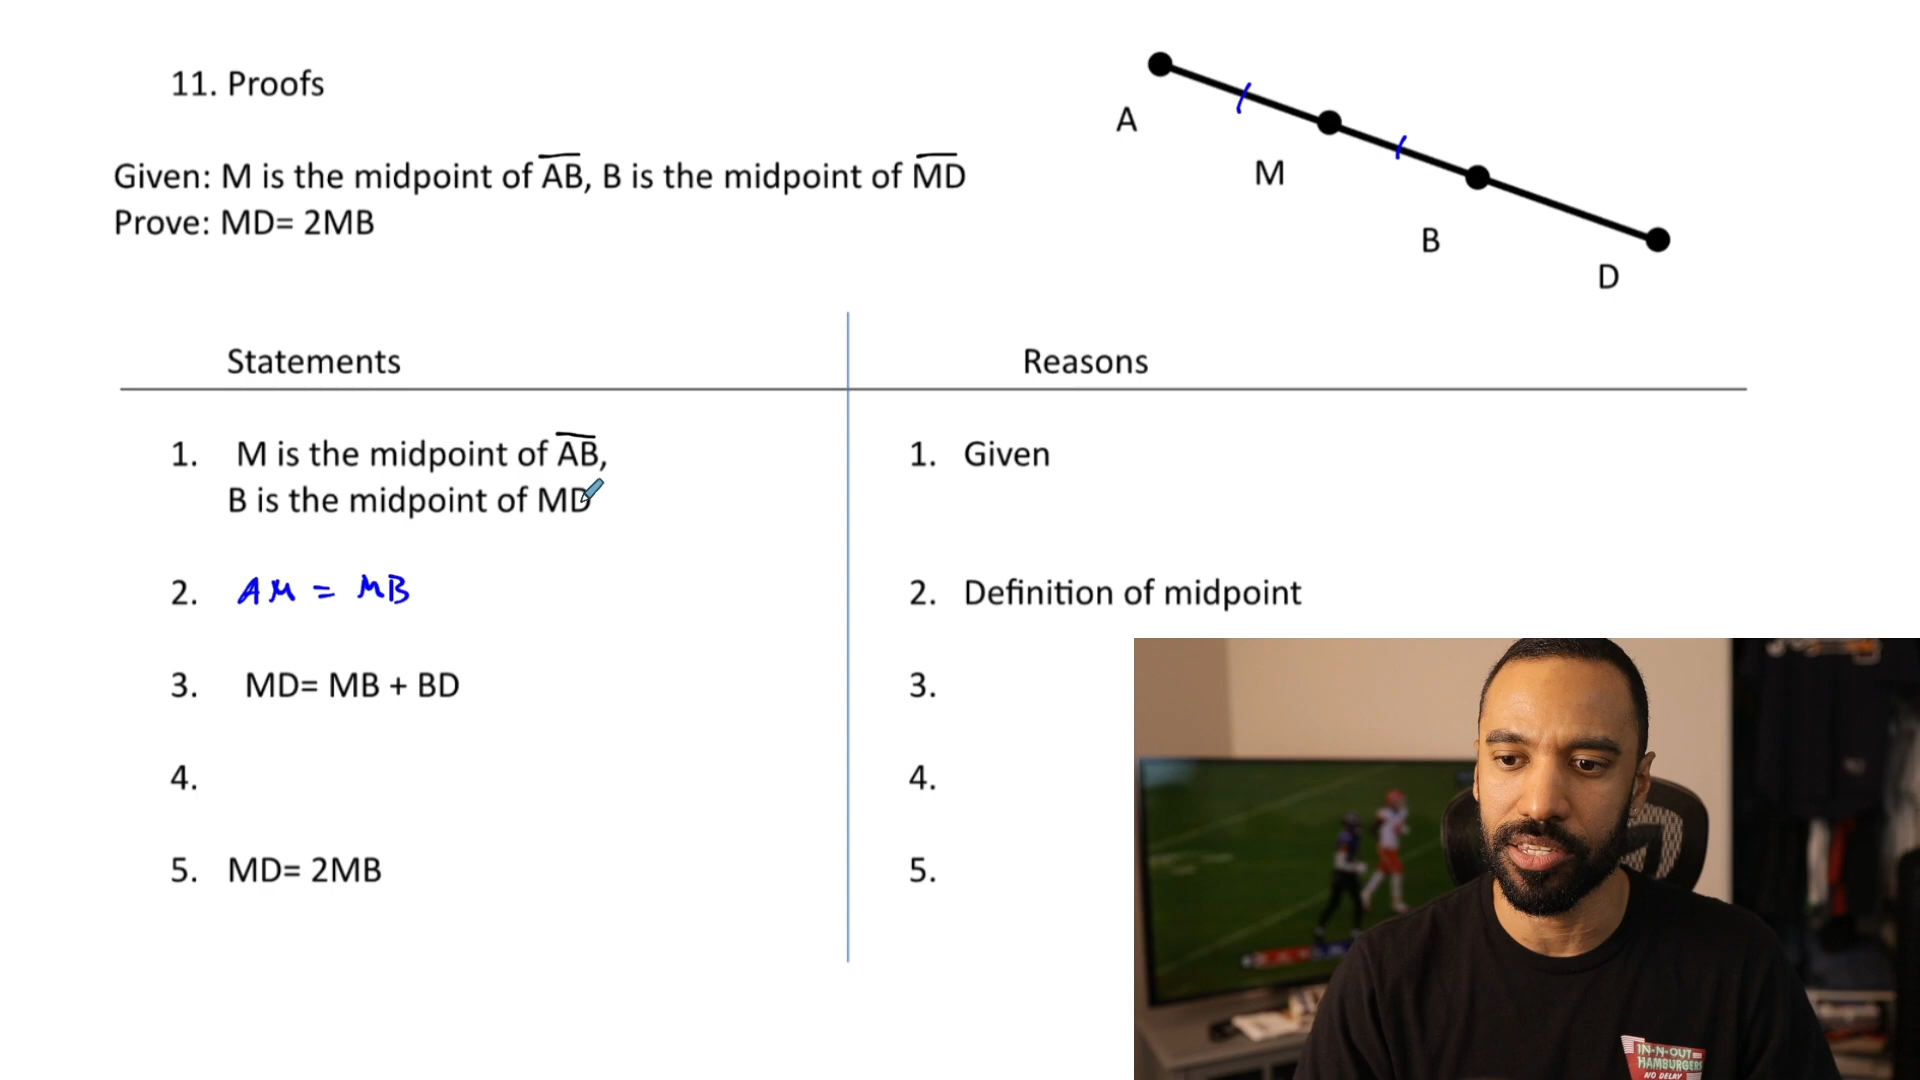 11. Proofs
Given: M is the midpoint of AB, B is the midpoint of MD
Prove: MD= 2MB
A
M
B
D
Statements
Reasons
1. M is the midpoint of AB,
B is the midpoint of MD
1. Given
2. AM = MB
2. Definition of midpoint
3. MD= MB + BD
3.
4.
4.
5. MD= 2MB
5.
IN-N-OUT
HAMBURGERS
NO DELAY